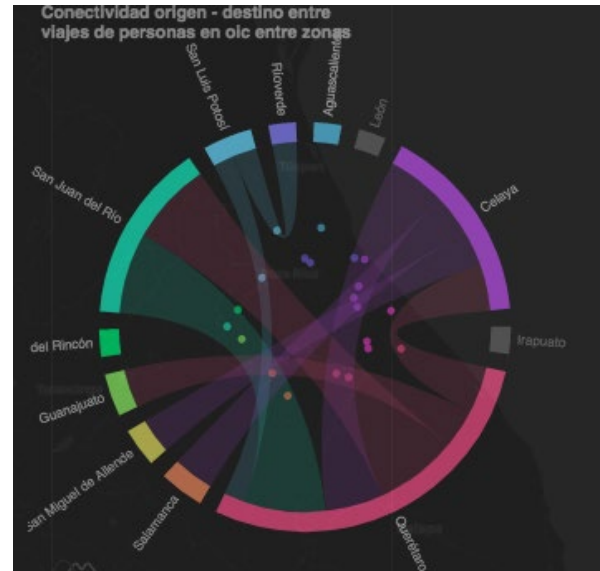 Conectividad origen - destino entre
viajes de personas en oic entre zonas
San Luis Potosí
Rioverde
Aguascalientes
León
Celaya
Irapuato
Querétaro
Salamanca
San Miguel de Allende
Guanajuato
del Rincón
San Juan del Río